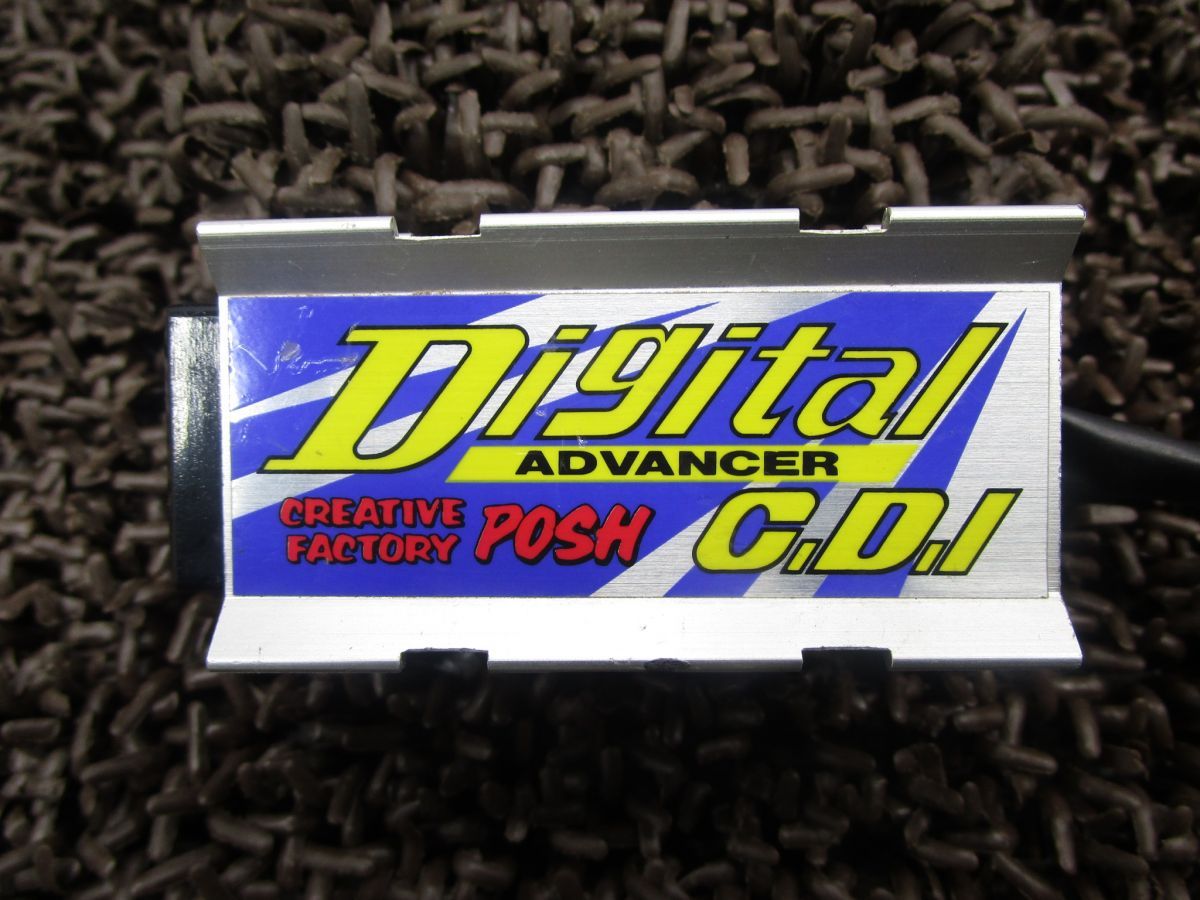 Digital
ADVANCER
CREATIVE
FACTORY POSH
C.D.I